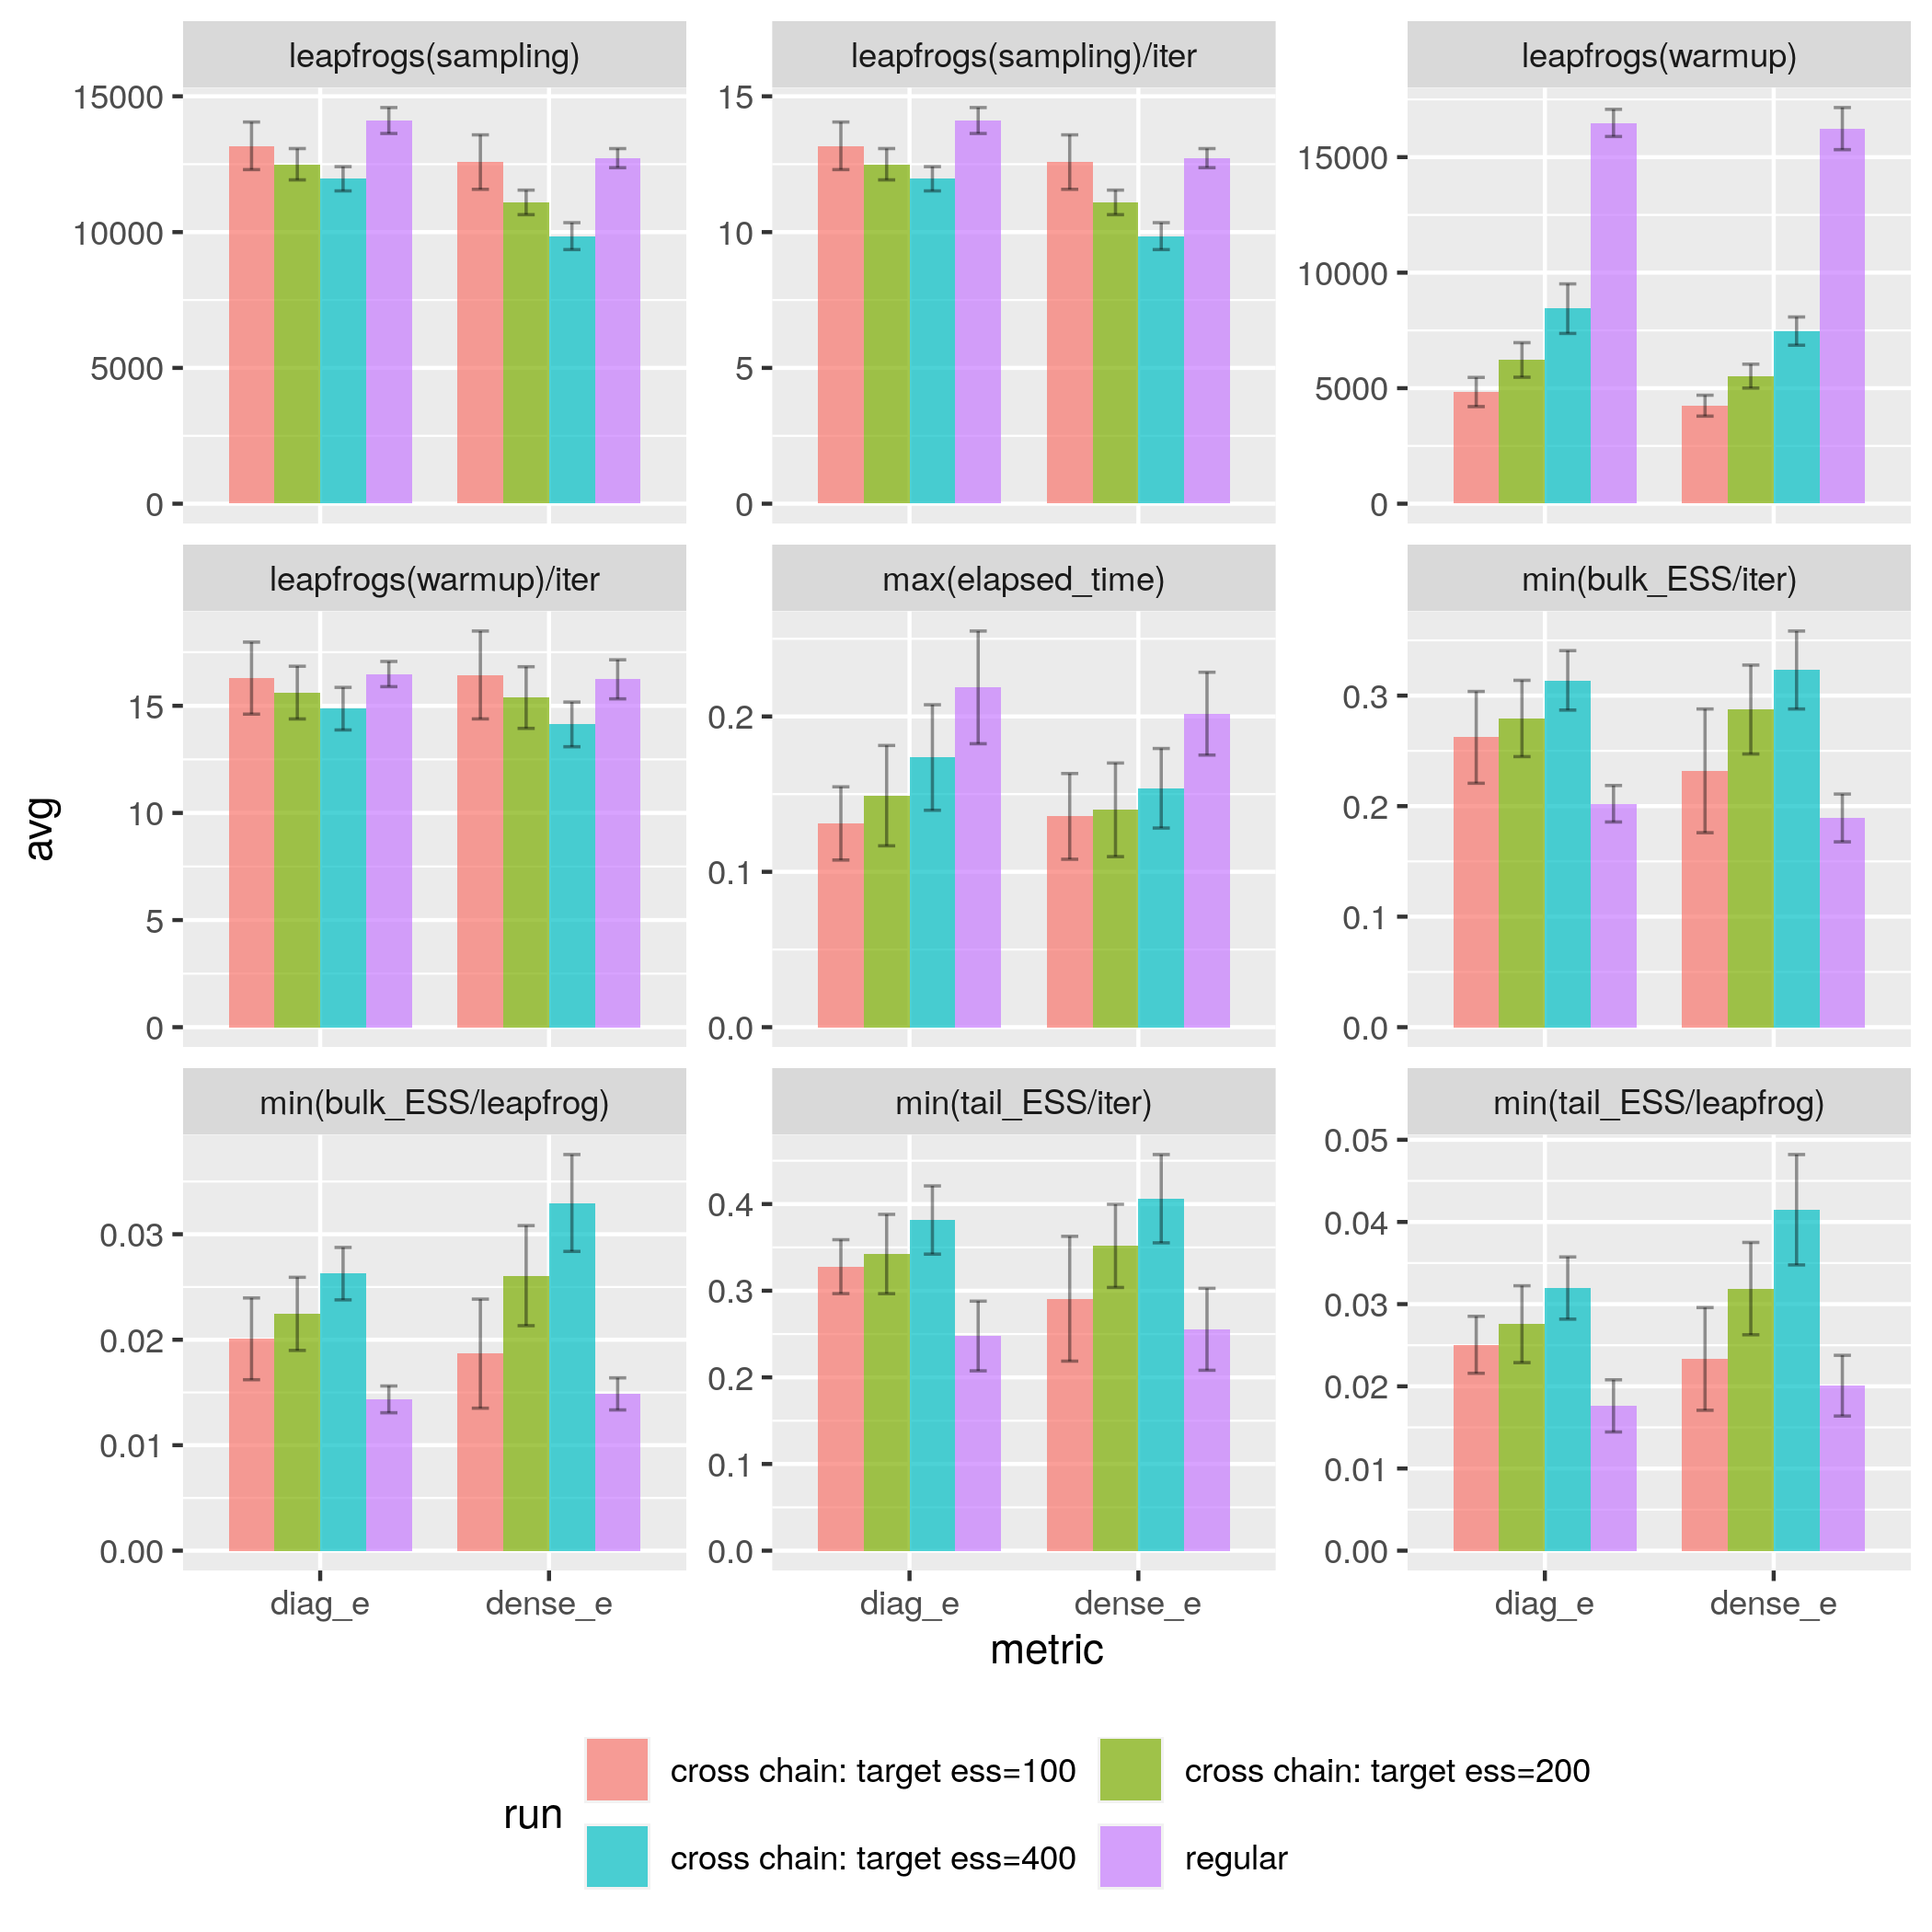 leapfrogs(sampling)
leapfrogs(sampling)/iter
leapfrogs(warmup)
15000
10000
5000
0
15
10
5
0
15000
10000
5000
0
leapfrogs(warmup)/iter
max(elapsed_time)
min(bulk_ESS/iter)
15
10
5
0
0.2
0.1
0.0
0.3
0.2
0.1
0.0
avg
min(bulk_ESS/leapfrog)
min(tail_ESS/iter)
min(tail_ESS/leapfrog)
0.03
0.02
0.01
0.00
0.4
0.3
0.2
0.1
0.0
0.05
0.04
0.03
0.02
0.01
0.00
diag_e dense_e
diag_e dense_e
diag_e dense_e
metric
run
cross chain: target ess=100
cross chain: target ess=200
cross chain: target ess=400
regular